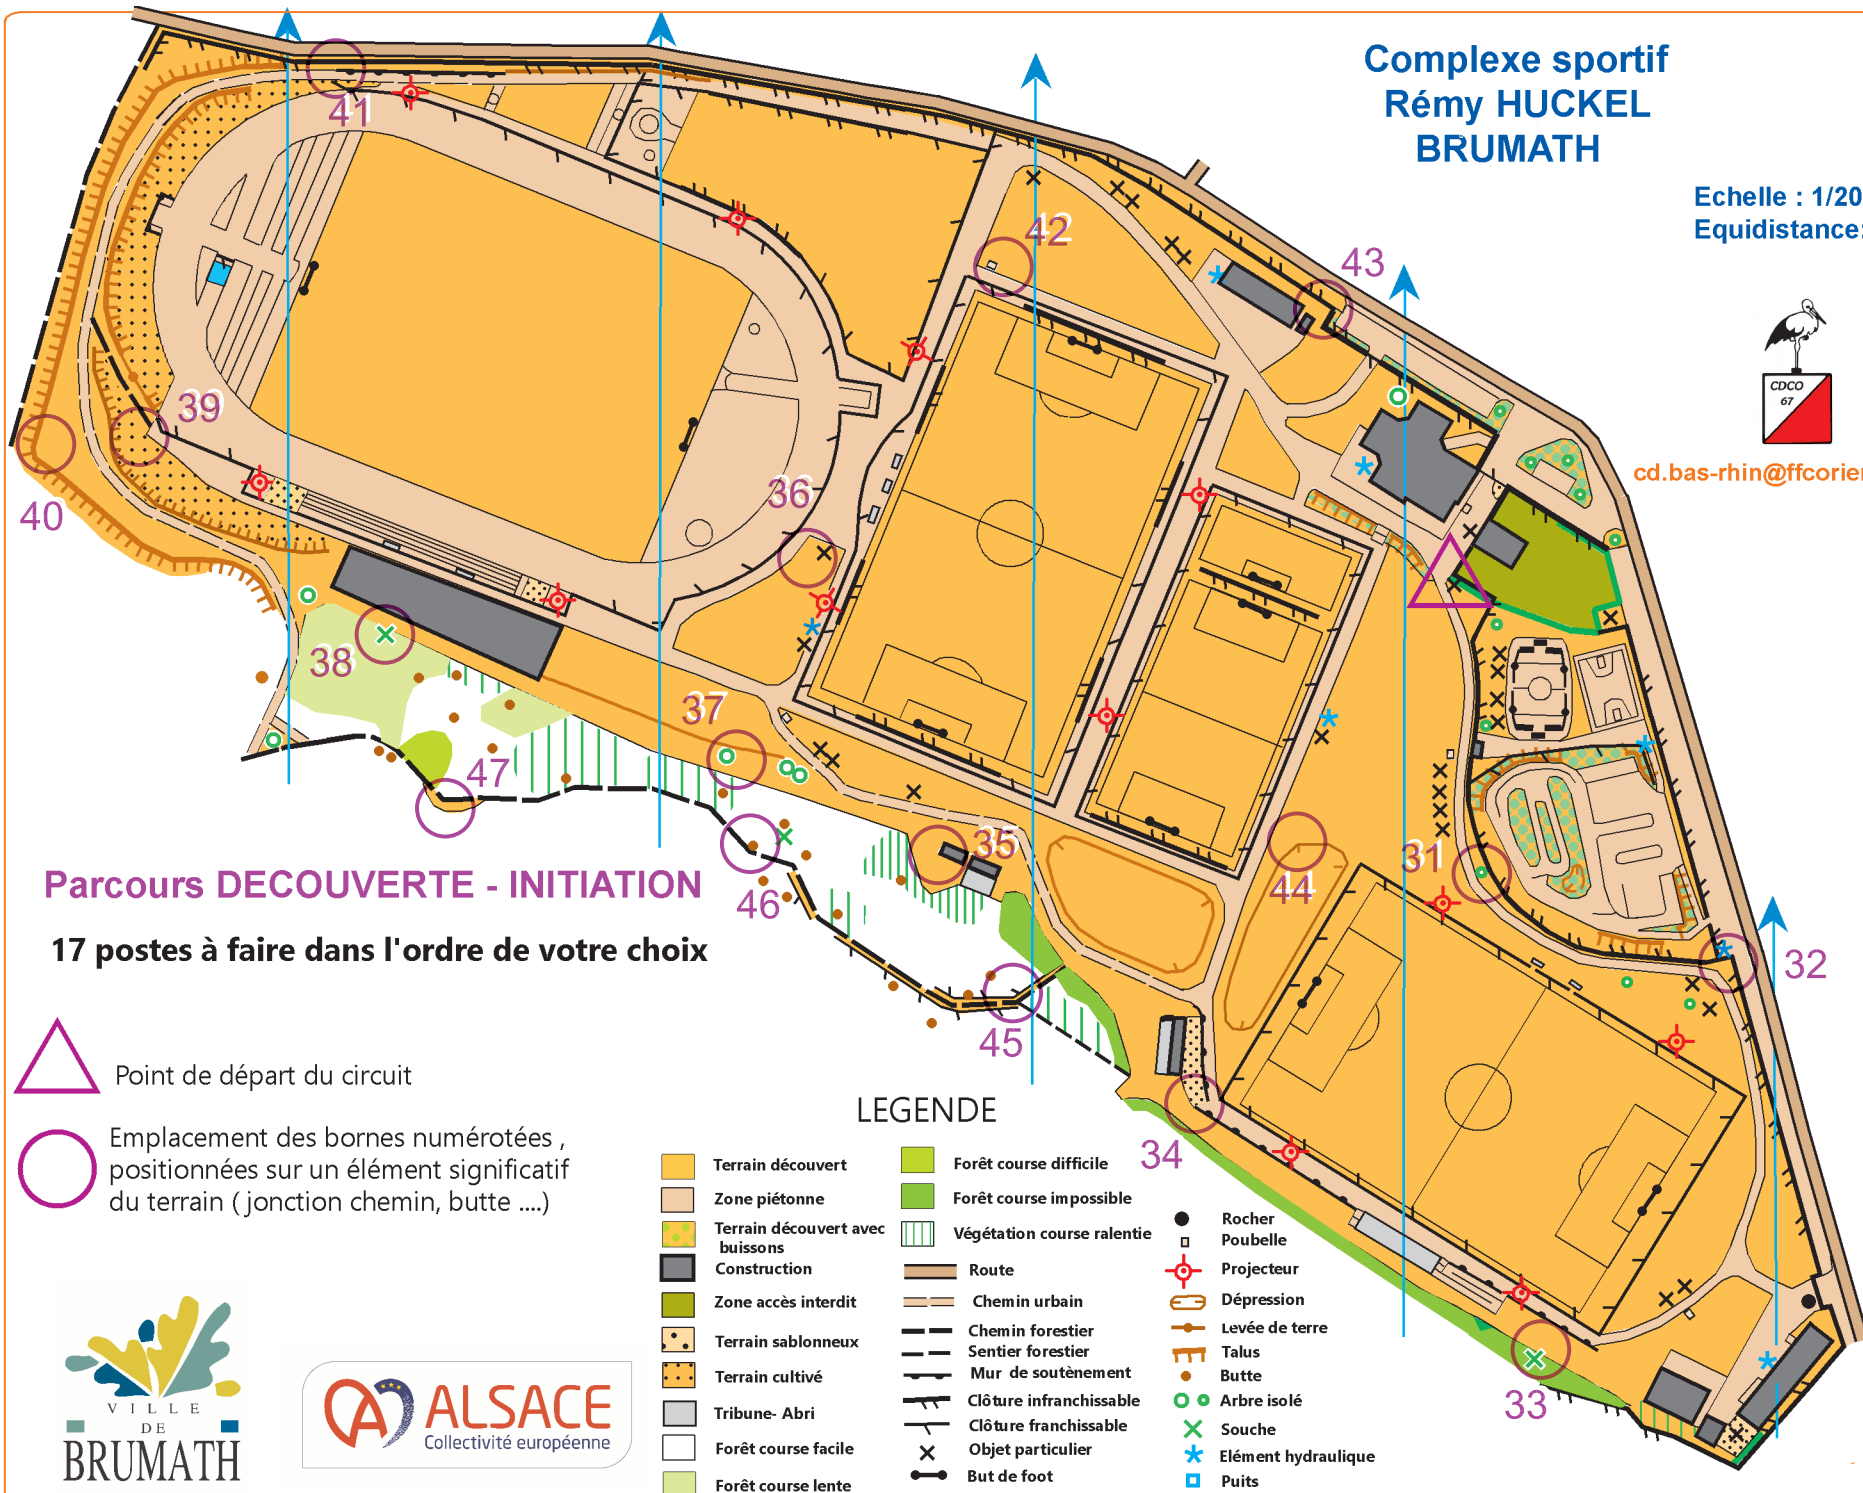 Complexe sportif
Rémy HUCKEL
BRUMATH
Echelle : 1/20
Equidistance:
CDCO
67
cd.bas-rhin@ffcorier
41
42
43
39
40
36
38
37
47
35
31
44
46
32
45
34
33
Parcours DECOUVERTE - INITIATION
17 postes à faire dans l'ordre de votre choix
Point de départ du circuit
Emplacement des bornes numérotées ,
positionnées sur un élément significatif
du terrain ( jonction chemin, butte ....)
LEGENDE
Terrain découvert
Zone piétonne
Terrain découvert avec
buissons
Construction
Zone accès interdit
Terrain sablonneux
Terrain cultivé
Tribune- Abri
Forêt course facile
Forêt course lente
Forêt course difficile
Forêt course impossible
Végétation course ralentie
Route
Chemin urbain
Chemin forestier
Sentier forestier
Mur de soutènement
Clôture infranchissable
Clôture franchissable
Objet particulier
But de foot
Rocher
Poubelle
Projecteur
Dépression
Levée de terre
Talus
Butte
Arbre isolé
Souche
Elément hydraulique
Puits
VILLE
DE
BRUMATH
ALSACE
Collectivité européenne